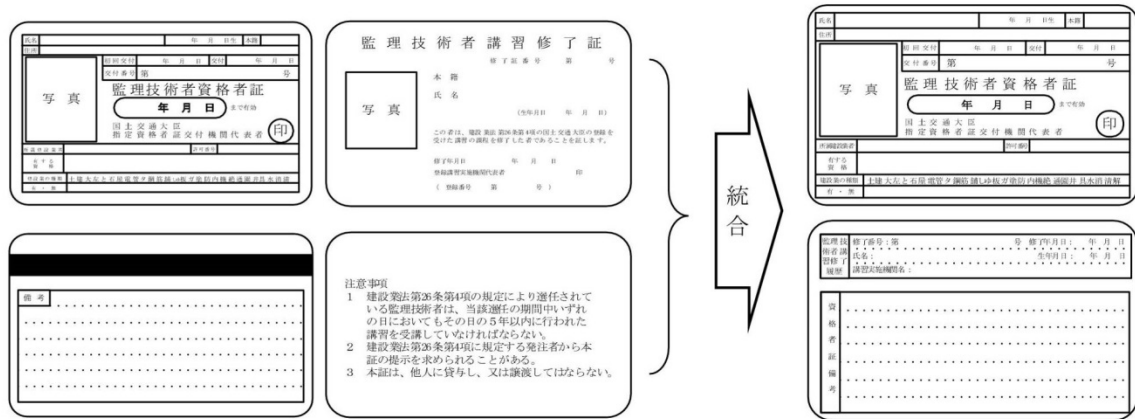 氏名 年 月 日生 本籍
住所
初回交付 年 月 日 交付 年 月 日
交付番号 第 号
写 真
監理技術者資格者証
年 月 日 まで有効
国土交通大臣
指定資格者証交付機関代表者 印
許可番号
有する資格
建設業の種類 土建大左と石屋電管タ鋼筋舗しゅ板ガ塗防内機絶通園井具水消清
有・無
監理技術者講習修了証
修了証番号 第 号
写 真
本 籍
氏 名
(生年月日 年 月 日)
この者は、建設業法第26条第4項の国土交通大臣の登録を
受けた講習の課程を修了した者であることを証します。
修了年月日 年 月 日
登録講習実施機関代表者 印
( 登録番号 第 号 )
備考
注意事項
1 建設業法第26条第4項の規定により選任されて
いる監理技術者は、当該選任の期間中いずれ
の日においてもその日の5年以内に行われた
講習を受講していなければならない。
2 建設業法第26条第4項に規定する発注者から本
証の提示を求められることがある。
3 本証は、他人に貸与し、又は譲渡してはならない。
統合
氏名 年 月 日生 本籍
住所
初回交付 年 月 日 交付 年 月 日
交付番号 第 号
写 真
監理技術者資格者証
年 月 日 まで有効
国土交通大臣
指定資格者証交付機関代表者 印
所属建設業者 許可番号
有する資格
建設業の種類 土建大左と石屋電管タ鋼筋舗しゅ板ガ塗防内機絶通園井具水消清解
有・無
監理技術者講習修了履歴
修了番号:第 号 修了年月日: 年 月 日
氏名: 生年月日: 年 月 日
講習実施機関名:
資格者証備考